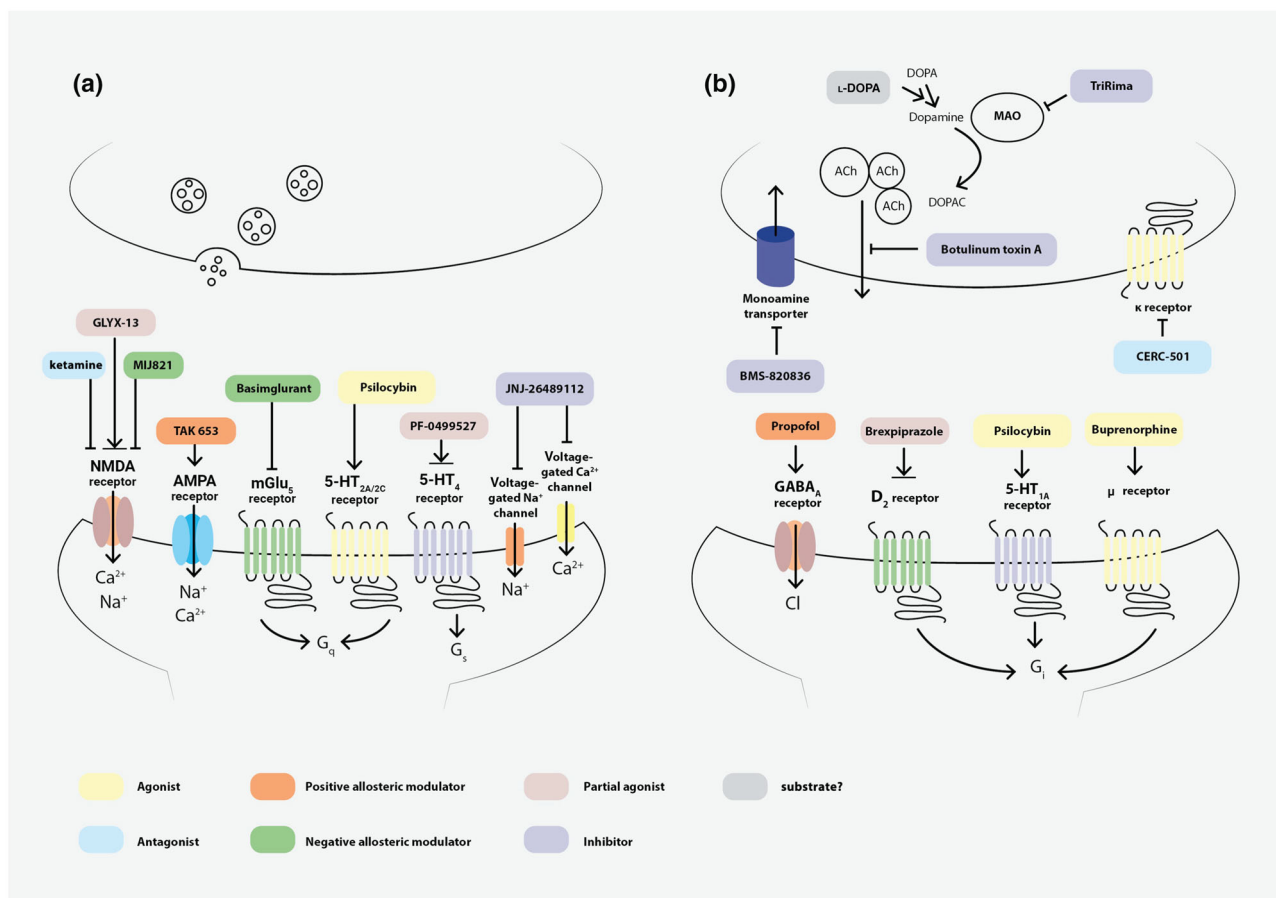 (a)
GLYX-13
ketamine
MIJ821
TAK 653
Basimglurant
Psilocybin
PF-0499527
JNJ-26489112
NMDA
receptor
AMPA
receptor
mGlu5
receptor
5-HT2A/2C
receptor
5-HT4
receptor
Voltage-
gated Na+
channel
Voltage-
gated Ca2+
channel
Ca2+
Na+
Na+
Ca2+
Na+
Ca2+
Gq
Gs
(b)
L-DOPA
DOPA
Dopamine
MAO
TriRima
ACh
ACh
ACh
DOPAC
Botulinum toxin A
Monoamine
transporter
BMS-820836
κ receptor
CERC-501
Propofol
Brexpiprazole
Psilocybin
Buprenorphine
GABAA
receptor
D2 receptor
5-HT1A
receptor
μ receptor
Cl
Gi
Agonist
Positive allosteric modulator
Partial agonist
substrate?
Antagonist
Negative allosteric modulator
Inhibitor